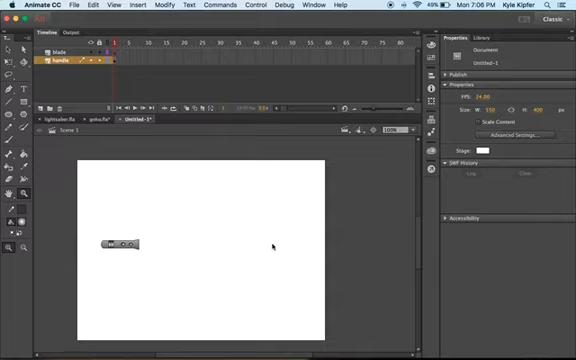 Animate CC File Edit View Insert Modify Text Commands Control Debug Window Help 49% Mon 7:06 PM Kyle Kipfer
An Classic
Timeline Output
1 5 10 15 20 25 30 35 40 45 50 55 60 65 70 75 80
blade
handle
lightsaber.fla goku.fla* Untitled-1*
Scene 1 100%
Properties Library
Document
Untitled-1
Publish
Properties
FPS: 24.00
Size: W: 550 H: 400 px
Scale Content
Advanced Settings...
Stage:
SWF History
Log Clear
Accessibility